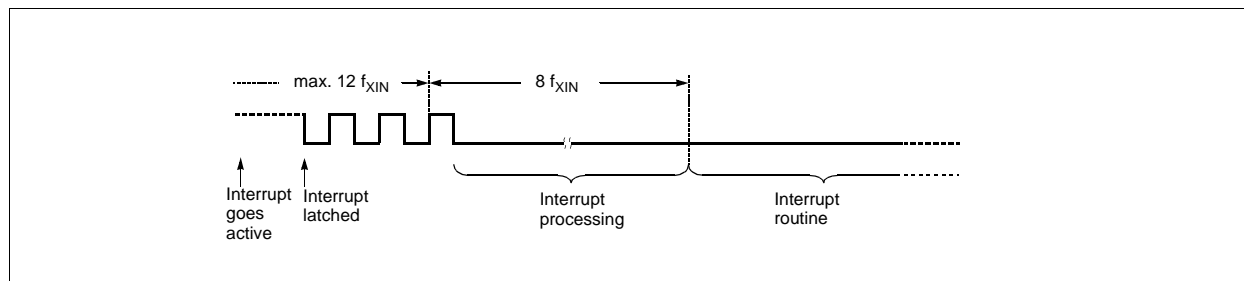 max. 12 fXIN
8 fXIN
Interrupt
goes
active
Interrupt
latched
Interrupt
processing
Interrupt
routine